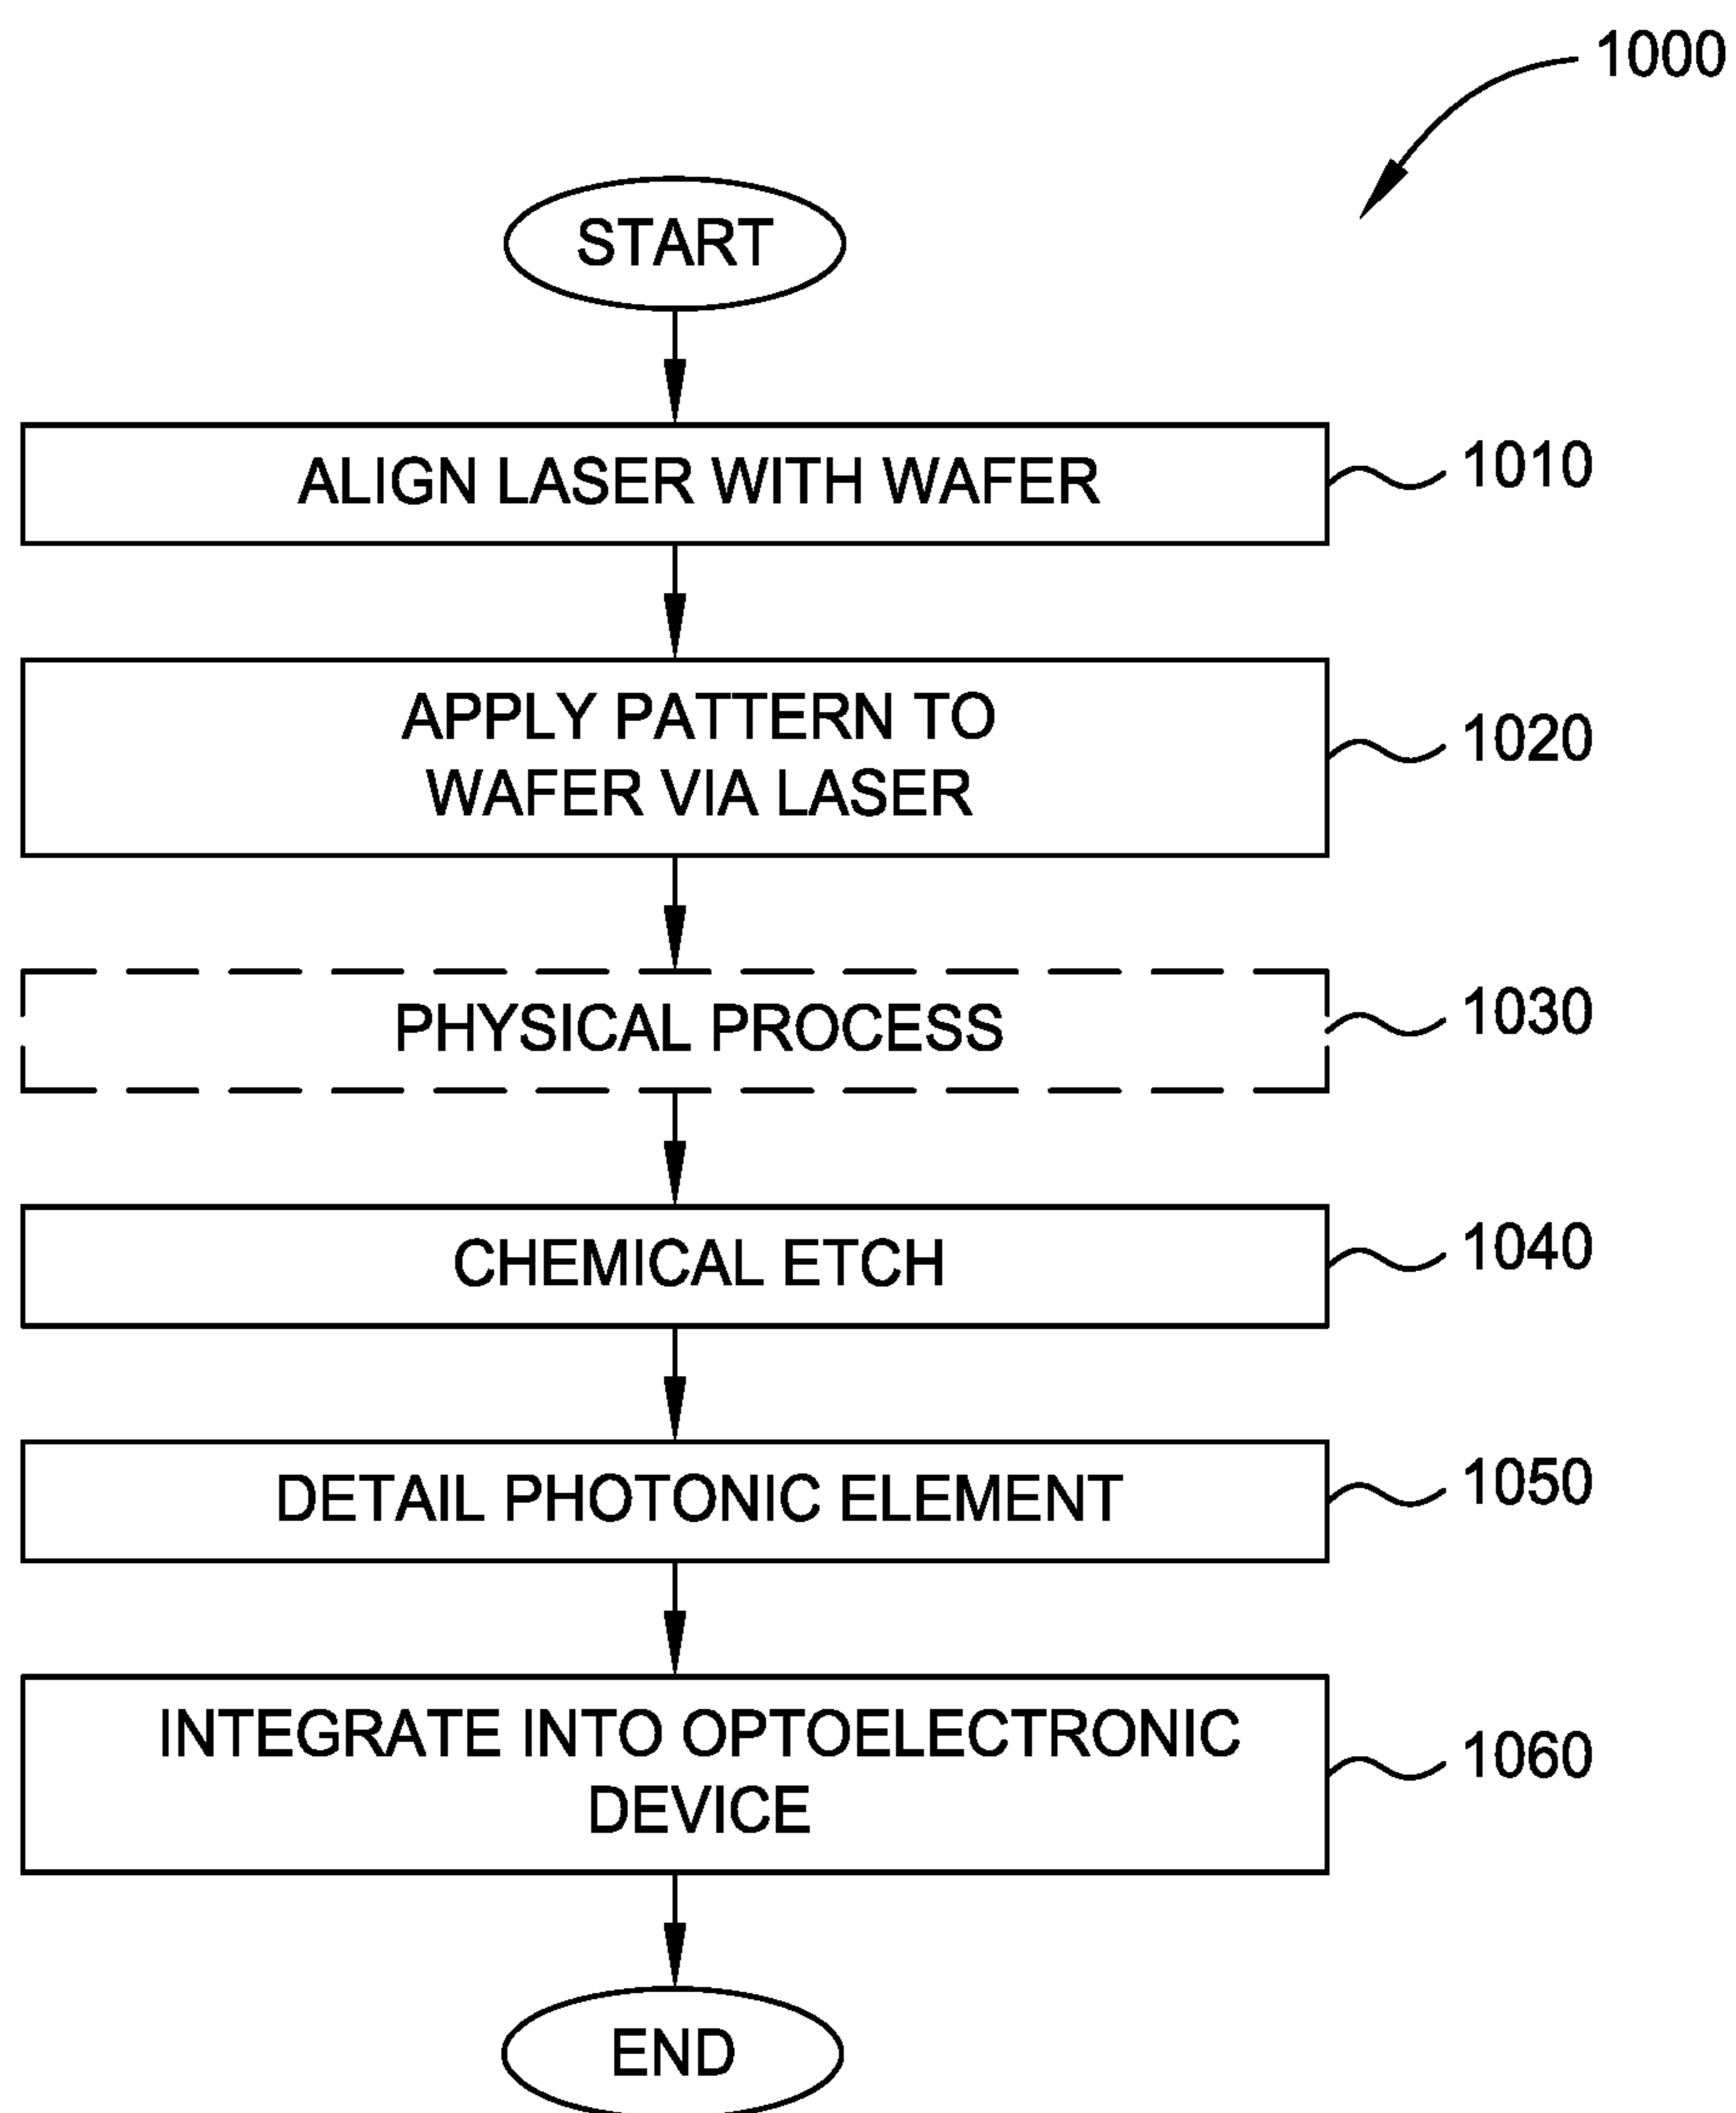 1000
START
ALIGN LASER WITH WAFER
1010
APPLY PATTERN TO
WAFER VIA LASER
1020
PHYSICAL PROCESS
1030
CHEMICAL ETCH
1040
DETAIL PHOTONIC ELEMENT
1050
INTEGRATE INTO OPTOELECTRONIC
DEVICE
1060
END